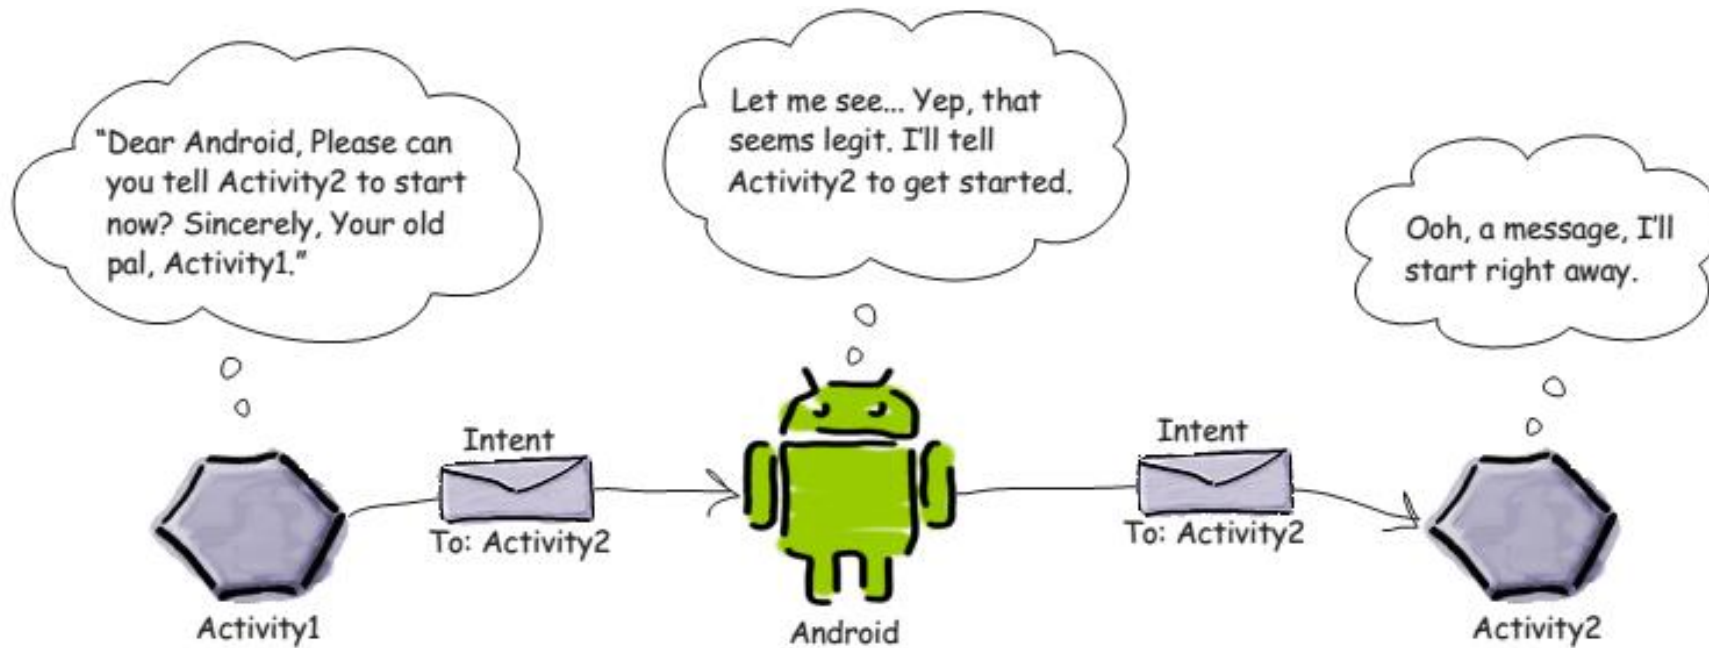 “Dear Android, Please can
you tell Activity2 to start
now? Sincerely, Your old
pal, Activity1.”
Let me see... Yep, that
seems legit. I’ll tell
Activity2 to get started.
Ooh, a message, I’ll
start right away.
Intent
To: Activity2
Intent
To: Activity2
Activity1
Android
Activity2